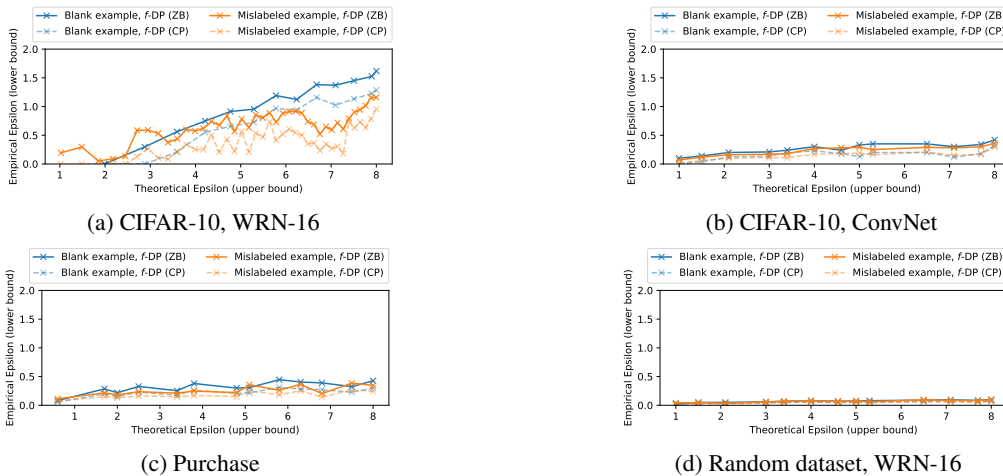 Blank example, f-DP (ZB) Mislabeled example, f-DP (ZB)
Blank example, f-DP (CP) Mislabeled example, f-DP (CP)
2.0
1.5
1.0
0.5
0.0
Empirical Epsilon (lower bound)
1 2 3 4 5 6 7 8
Theoretical Epsilon (upper bound)
(a) CIFAR-10, WRN-16
Blank example, f-DP (ZB) Mislabeled example, f-DP (ZB)
Blank example, f-DP (CP) Mislabeled example, f-DP (CP)
2.0
1.5
1.0
0.5
0.0
Empirical Epsilon (lower bound)
1 2 3 4 5 6 7 8
Theoretical Epsilon (upper bound)
(b) CIFAR-10, ConvNet
Blank example, f-DP (ZB) Mislabeled example, f-DP (ZB)
Blank example, f-DP (CP) Mislabeled example, f-DP (CP)
2.0
1.5
1.0
0.5
0.0
Empirical Epsilon (lower bound)
1 2 3 4 5 6 7 8
Theoretical Epsilon (upper bound)
(c) Purchase
Blank example, f-DP (ZB) Mislabeled example, f-DP (ZB)
Blank example, f-DP (CP) Mislabeled example, f-DP (CP)
2.0
1.5
1.0
0.5
0.0
Empirical Epsilon (lower bound)
1 2 3 4 5 6 7 8
Theoretical Epsilon (upper bound)
(d) Random dataset, WRN-16